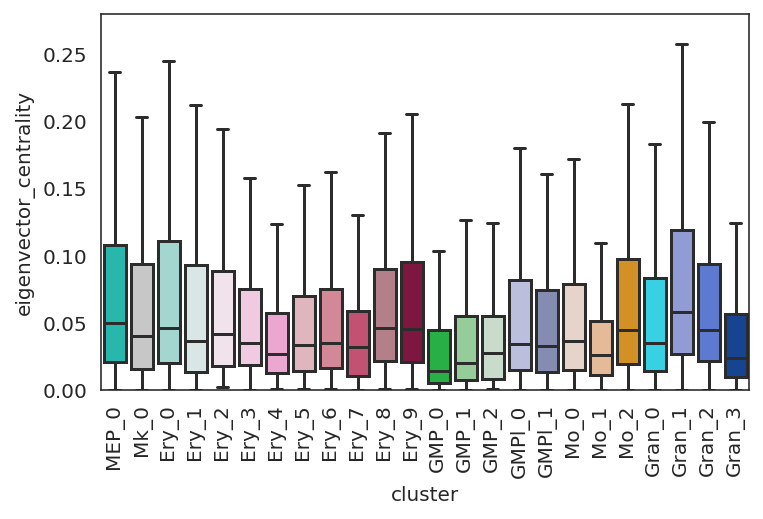 eigenvector_centrality
0.25
0.20
0.15
0.10
0.05
0.00
MEP_0
Mk_0
Ery_0
Ery_1
Ery_2
Ery_3
Ery_4
Ery_5
Ery_6
Ery_7
Ery_8
Ery_9
GMP_0
GMP_1
GMP_2
GMPl_0
GMPl_1
Mo_0
Mo_1
Mo_2
Gran_0
Gran_1
Gran_2
Gran_3
cluster